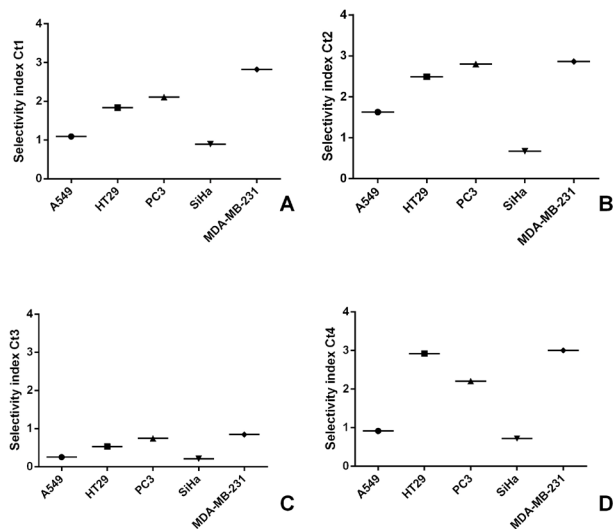 Selectivity index Ct1
4
3
2
1
0
A549
HT29
PC3
SiHa
MDA-MB-231
A
Selectivity index Ct2
4
3
2
1
0
A549
HT29
PC3
SiHa
MDA-MB-231
B
Selectivity index Ct3
4
3
2
1
0
A549
HT29
PC3
SiHa
MDA-MB-231
C
Selectivity index Ct4
4
3
2
1
0
A549
HT29
PC3
SiHa
MDA-MB-231
D